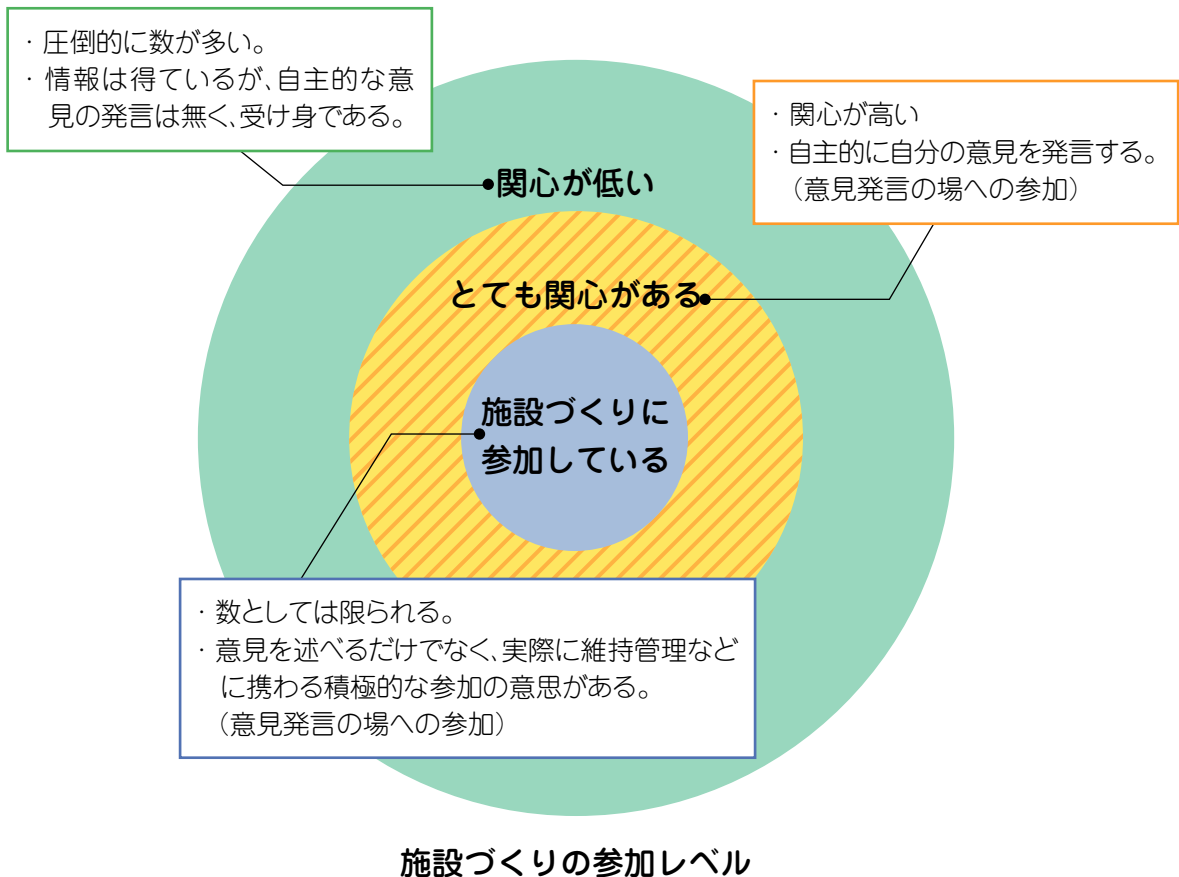 ・圧倒的に数が多い。
・情報は得ているが、自主的な意
見の発言は無く、受け身である。
・関心が高い
・自主的に自分の意見を発言する。
（意見発言の場への参加）
関心が低い
とても関心がある
施設づくりに
参加している
・数としては限られる。
・意見を述べるだけでなく、実際に維持管理など
に携わる積極的な参加の意思がある。
（意見発言の場への参加）
施設づくりの参加レベル